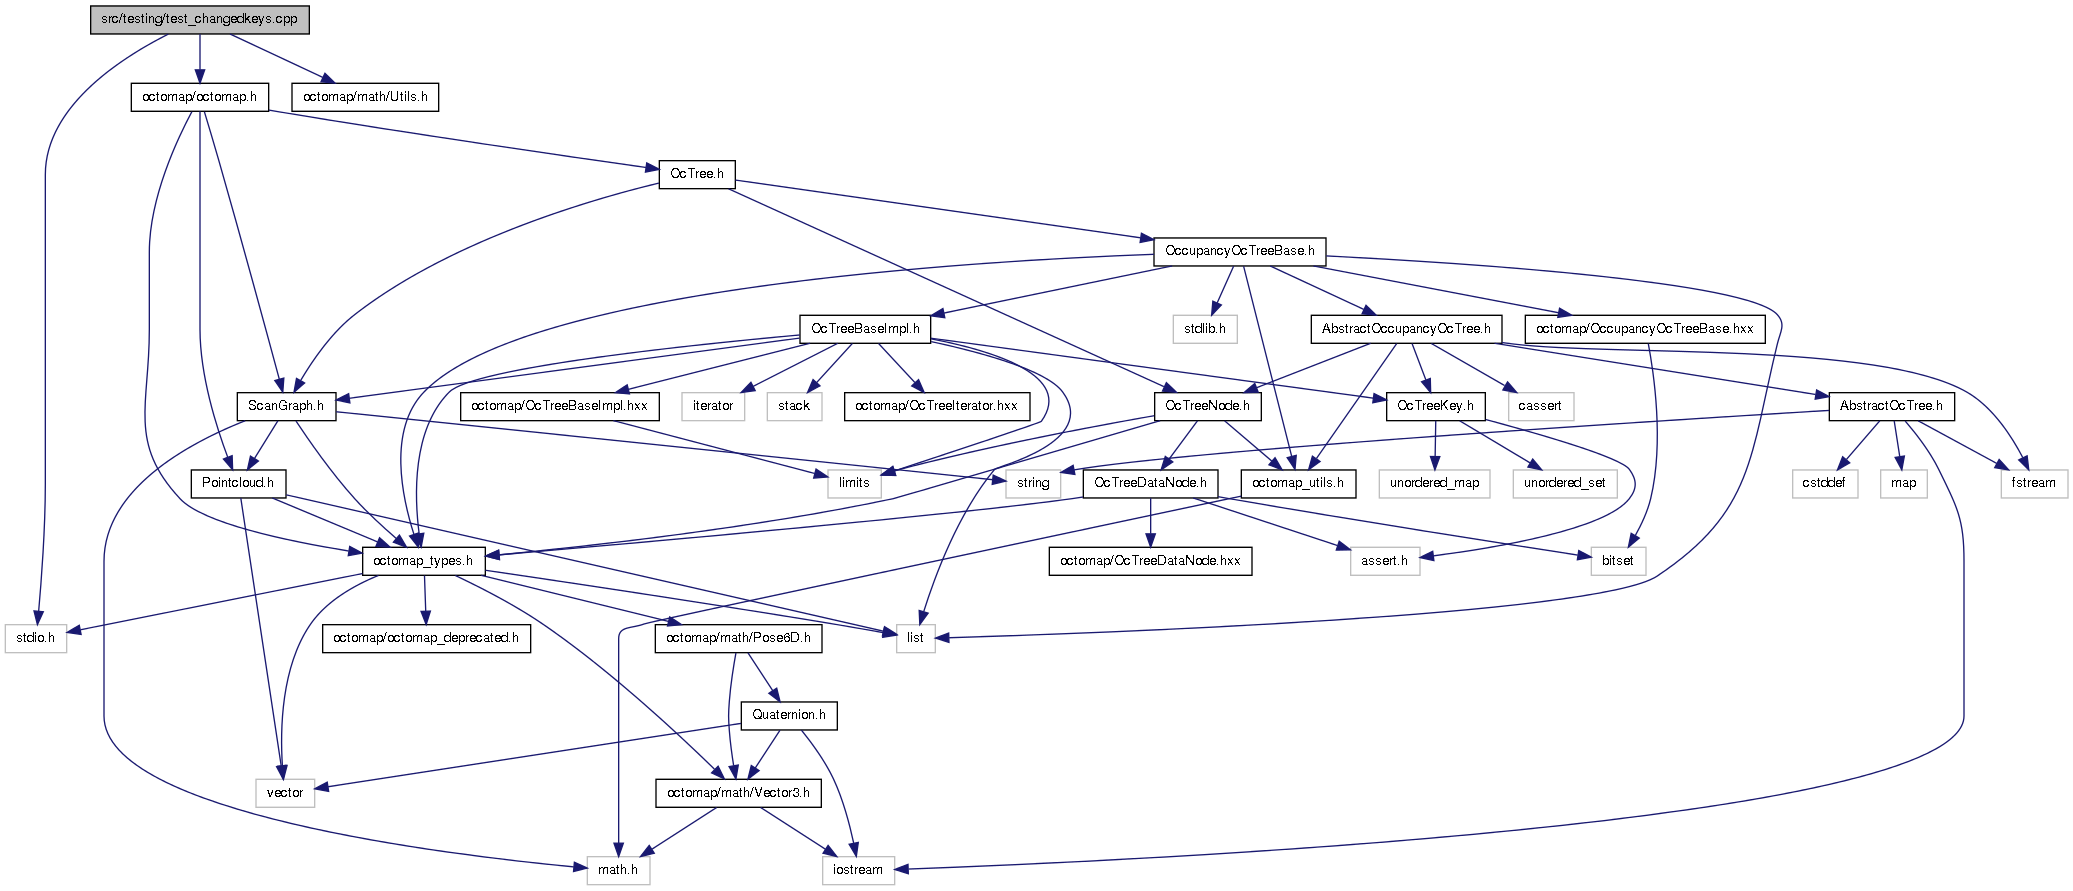 src/testing/test_changedkeys.cpp
octomap/octomap.h
octomap/math/Utils.h
OcTree.h
OccupancyOcTreeBase.h
OcTreeBaseImpl.h
stdlib.h
AbstractOccupancyOcTree.h
octomap/OccupancyOcTreeBase.hxx
ScanGraph.h
octomap/OcTreeBaseImpl.hxx
iterator
stack
octomap/OcTreeIterator.hxx
OcTreeNode.h
OcTreeKey.h
cassert
AbstractOcTree.h
Pointcloud.h
limits
string
OcTreeDataNode.h
octomap_utils.h
unordered_map
unordered_set
cstddef
map
fstream
octomap_types.h
octomap/OcTreeDataNode.hxx
assert.h
bitset
stdio.h
octomap/octomap_deprecated.h
octomap/math/Pose6D.h
list
Quaternion.h
vector
octomap/math/Vector3.h
math.h
iostream